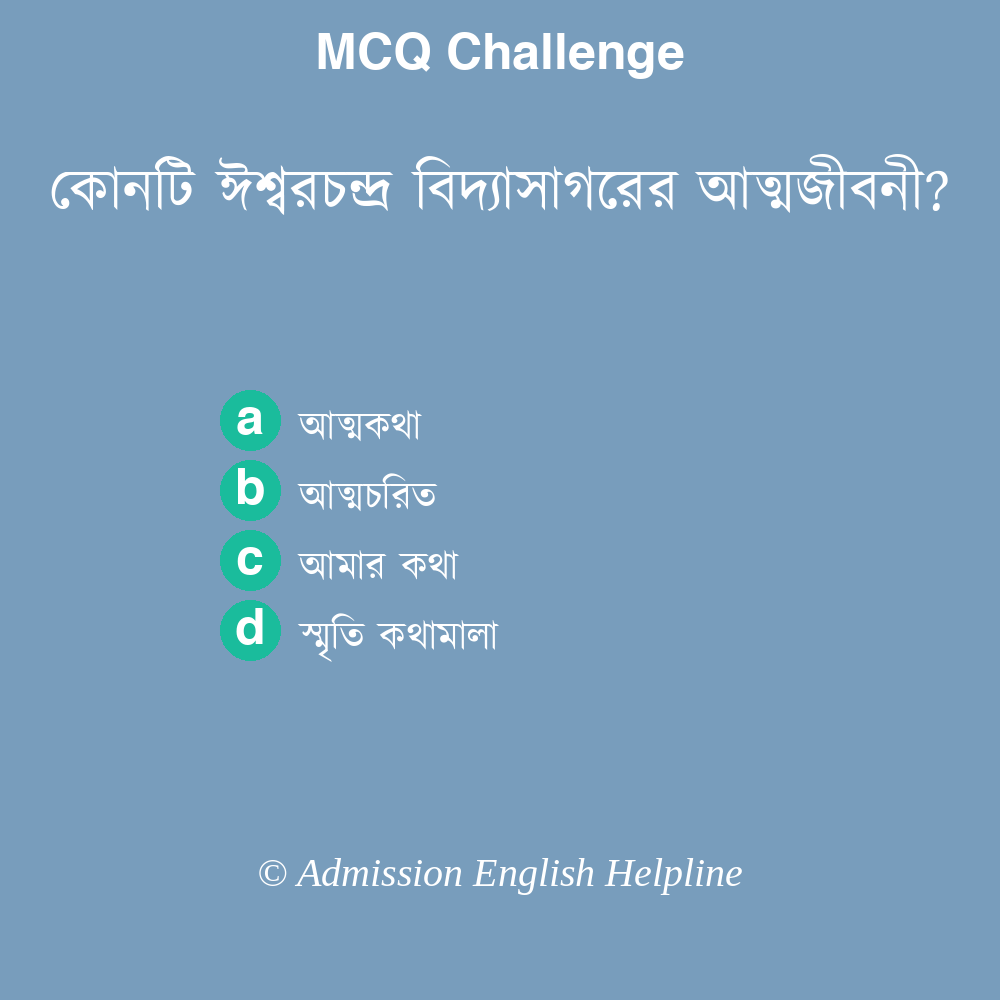 MCQ Challenge
কোনটি ঈশ্বরচন্দ্র বিদ্যাসাগরের আত্মজীবনী?
a আত্মকথা
b আত্মচরিত
c আমার কথা
d স্মৃতি কথামালা
© Admission English Helpline